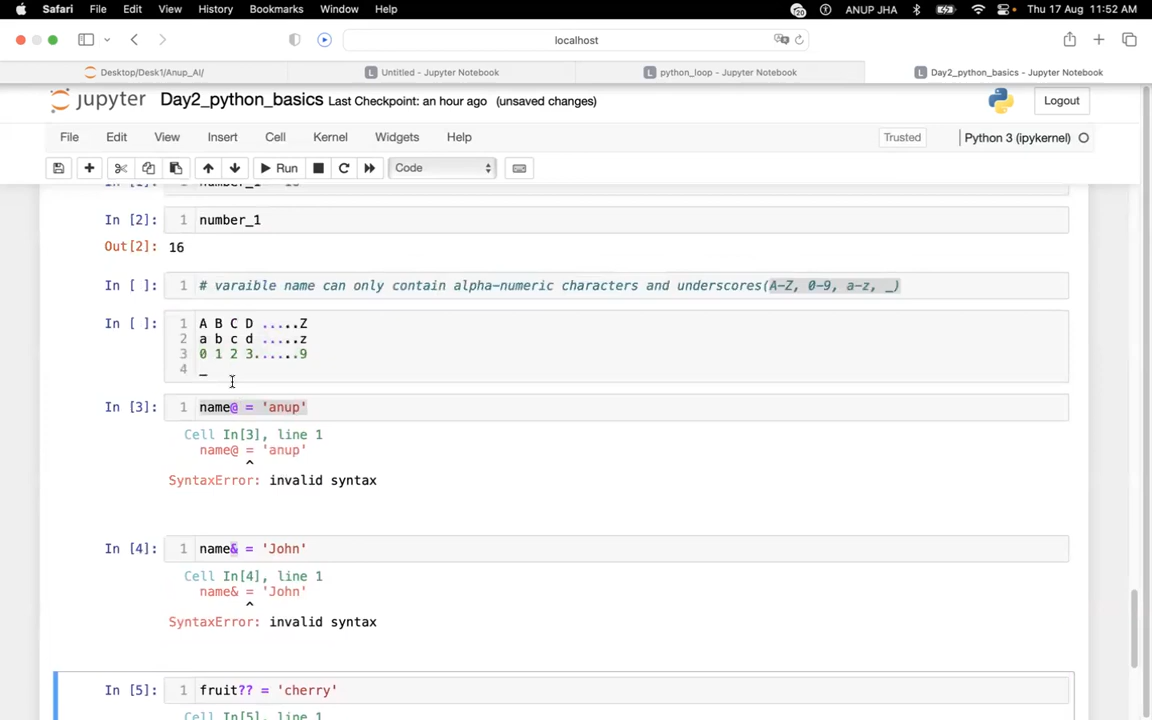 Safari File Edit View History Bookmarks Window Help 20 ANUP JHA Thu 17 Aug 11:52 AM
localhost
Desktop/Desk1/Anup_AI/ Untitled - Jupyter Notebook python_loop - Jupyter Notebook Day2_python_basics - Jupyter Notebook
jupyter Day2_python_basics Last Checkpoint: an hour ago (unsaved changes) Logout
File Edit View Insert Cell Kernel Widgets Help Trusted Python 3 (ipykernel)
Run Code
In [1]: 1 number_1 = 16
In [2]: 1 number_1
Out[2]: 16
In [ ]: 1 # varaible name can only contain alpha-numeric characters and underscores(A-Z, 0-9, a-z, _)
In [ ]: 1 A B C D .....Z
2 a b c d .....z
3 0 1 2 3......9
4 _
In [3]: 1 name@ = 'anup'
Cell In[3], line 1
name@ = 'anup'
^
SyntaxError: invalid syntax
In [4]: 1 name& = 'John'
Cell In[4], line 1
name& = 'John'
^
SyntaxError: invalid syntax
In [5]: 1 fruit?? = 'cherry'
Cell In[5], line 1